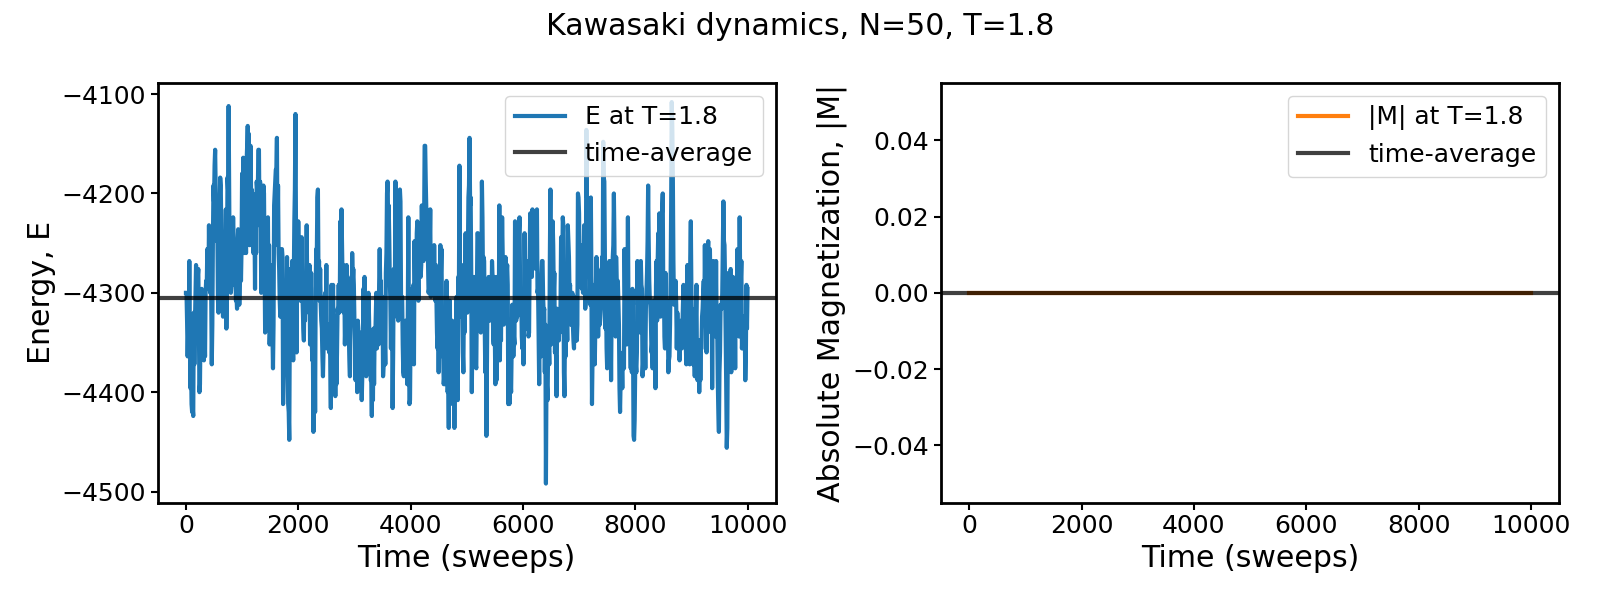 Kawasaki dynamics, N=50, T=1.8
−4100
−4200
−4300
−4400
−4500
Energy, E
0
2000
4000
6000
8000
10000
Time (sweeps)
E at T=1.8
time-average
0.04
0.02
0.00
−0.02
−0.04
Absolute Magnetization, |M|
0
2000
4000
6000
8000
10000
Time (sweeps)
|M| at T=1.8
time-average